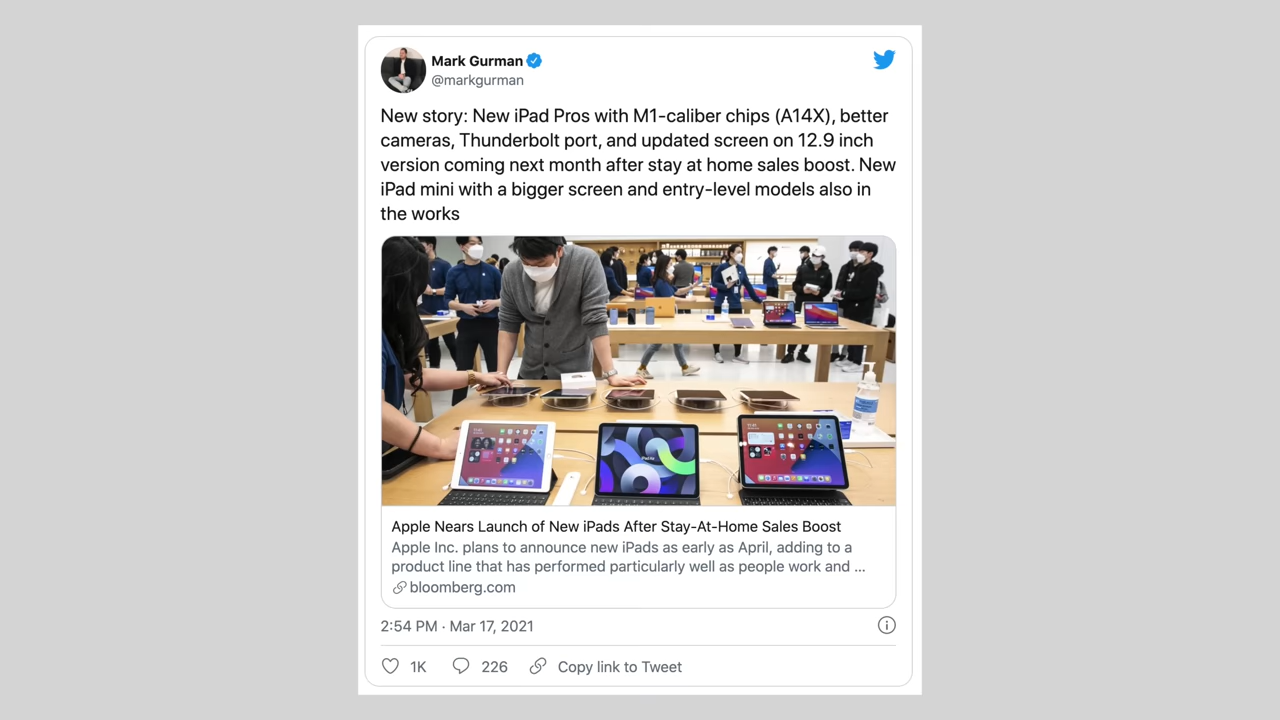 Mark Gurman
@markgurman
New story: New iPad Pros with M1-caliber chips (A14X), better
cameras, Thunderbolt port, and updated screen on 12.9 inch
version coming next month after stay at home sales boost. New
iPad mini with a bigger screen and entry-level models also in
the works
Apple Nears Launch of New iPads After Stay-At-Home Sales Boost
Apple Inc. plans to announce new iPads as early as April, adding to a
product line that has performed particularly well as people work and ...
bloomberg.com
2:54 PM · Mar 17, 2021
1K 226 Copy link to Tweet